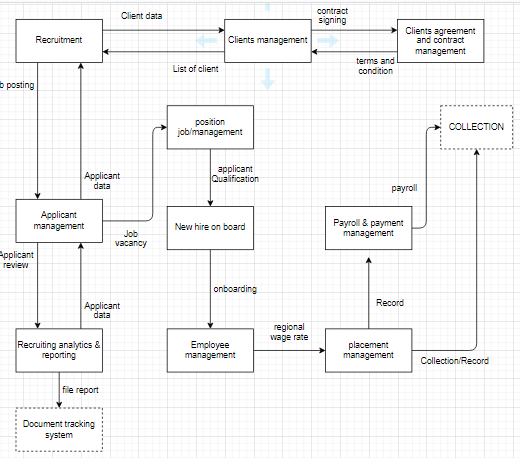 Client data
contract
signing
Recruitment
Clients management
Clients agreement
and contract
management
List of client
terms and
condition
b posting
position
job/management
COLLECTION
Applicant
data
applicant
Qualification
payroll
Applicant
management
Job
vacancy
New hire on board
Payroll & payment
management
Applicant
review
onboarding
Applicant
data
Record
regional
wage rate
Recruiting analytics &
reporting
Employee
management
placement
management
Collection/Record
file report
Document tracking
system